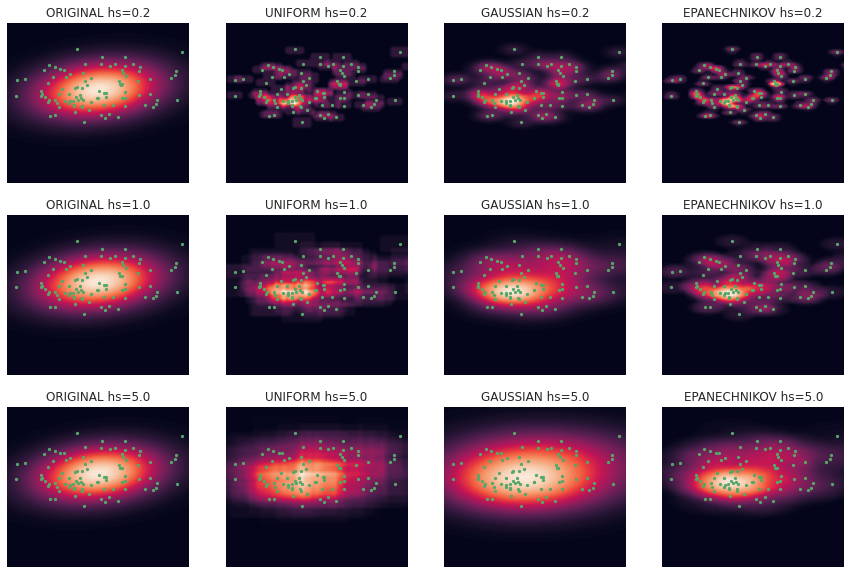 ORIGINAL hs=0.2
UNIFORM hs=0.2
GAUSSIAN hs=0.2
EPANECHNIKOV hs=0.2
ORIGINAL hs=1.0
UNIFORM hs=1.0
GAUSSIAN hs=1.0
EPANECHNIKOV hs=1.0
ORIGINAL hs=5.0
UNIFORM hs=5.0
GAUSSIAN hs=5.0
EPANECHNIKOV hs=5.0